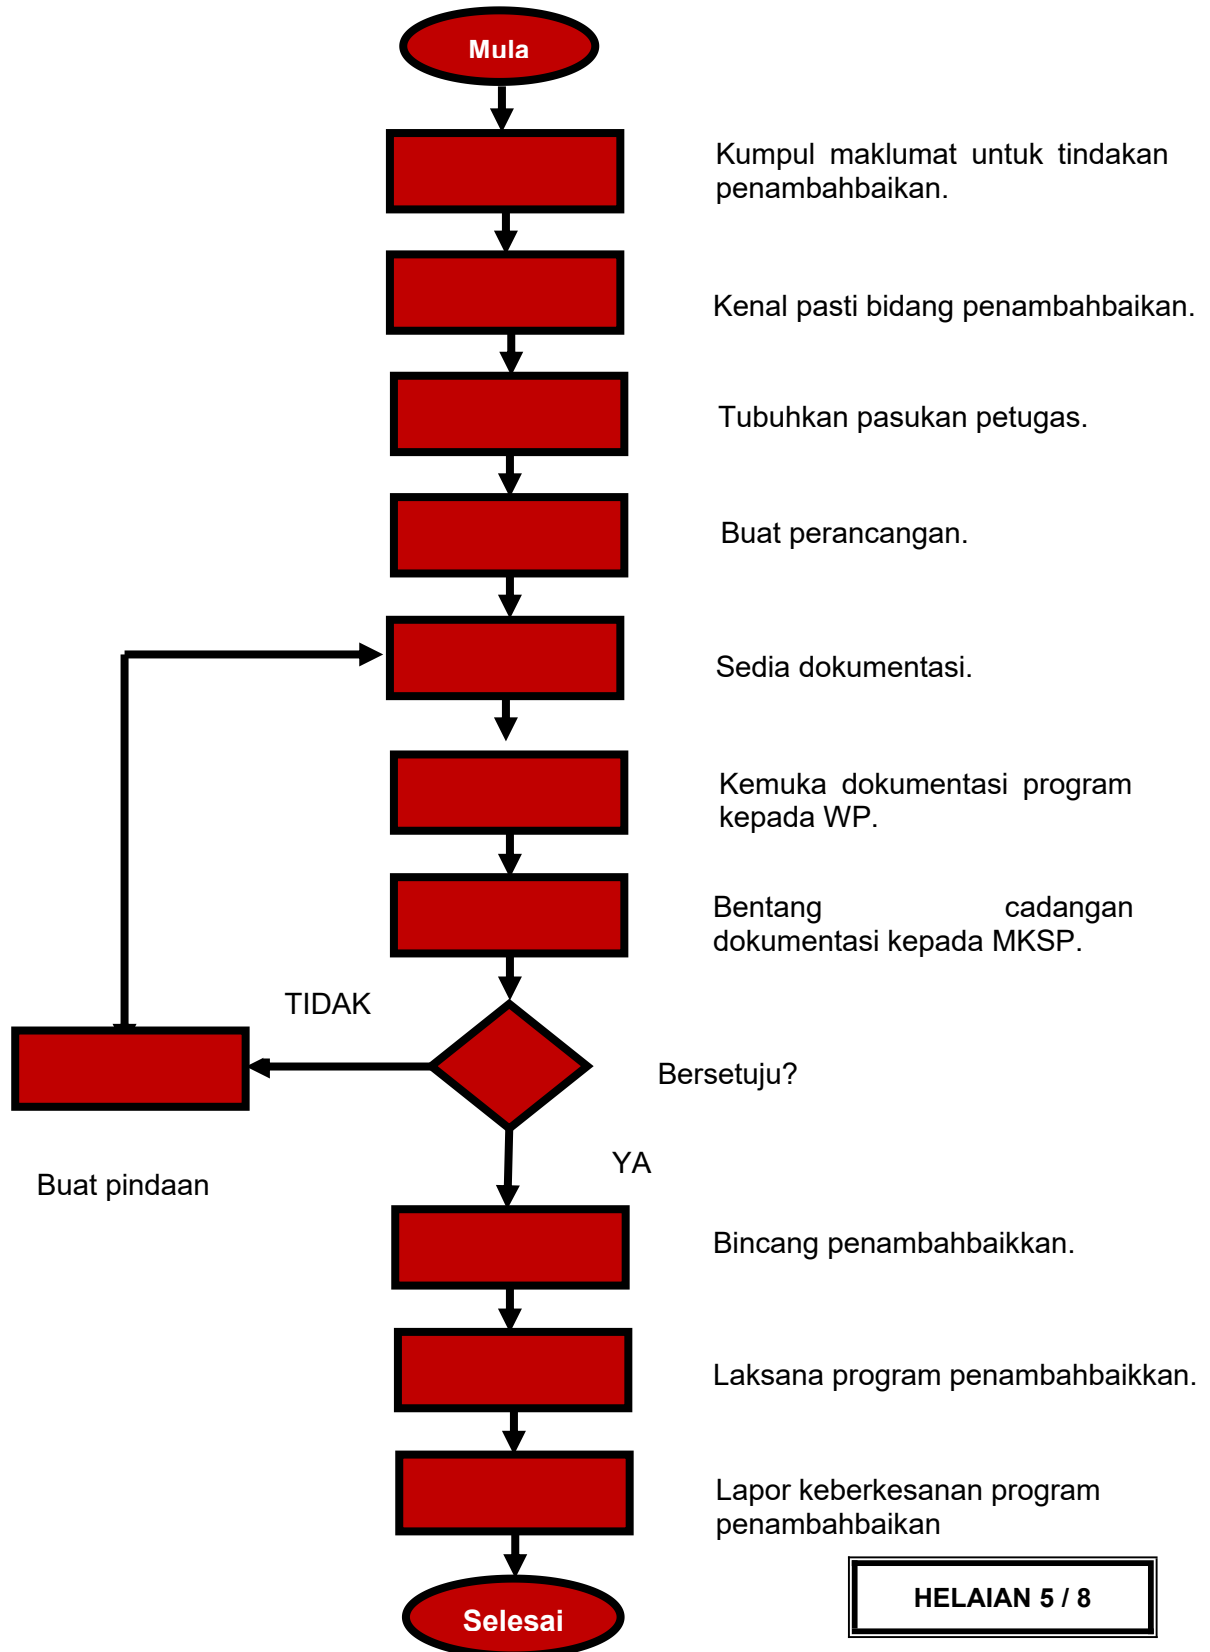 Mula
Kumpul maklumat untuk tindakan
penambahbaikan.
Kenal pasti bidang penambahbaikan.
Tubuhkan pasukan petugas.
Buat perancangan.
Sedia dokumentasi.
Kemuka dokumentasi program
kepada WP.
Bentang cadangan
dokumentasi kepada MKSP.
TIDAK
Bersetuju?
YA
Buat pindaan
Bincang penambahbaikkan.
Laksana program penambahbaikkan.
Lapor keberkesanan program
penambahbaikan
HELAIAN 5 / 8
Selesai